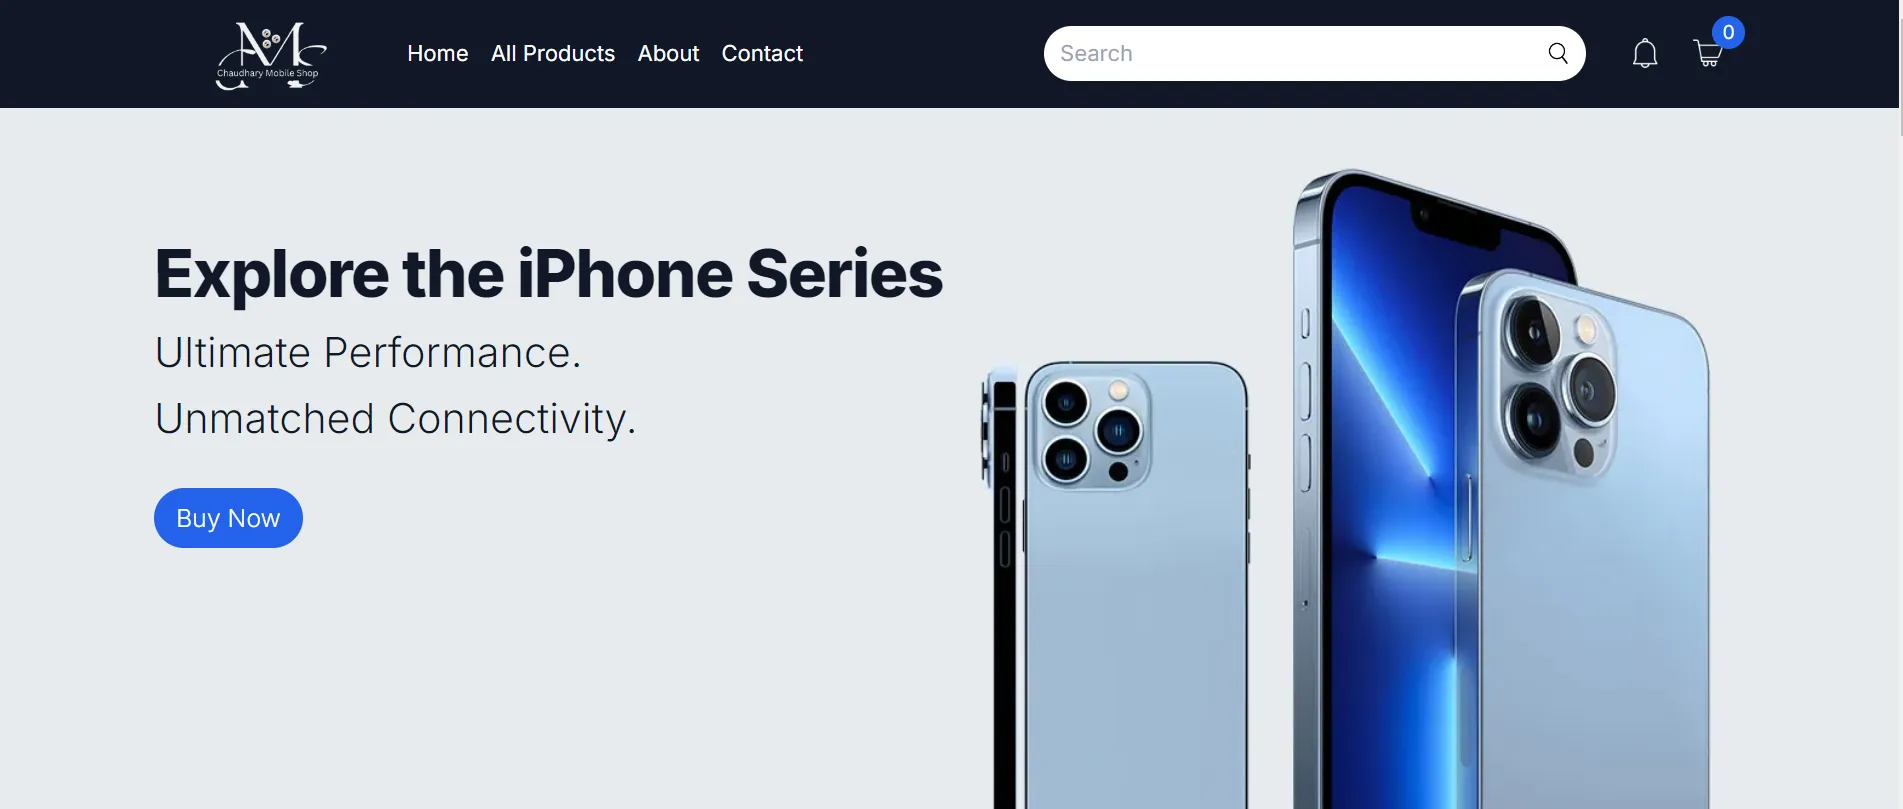 AM
Chaudhary Mobile Shop
Home All Products About Contact
Search
0
Explore the iPhone Series
Ultimate Performance.
Unmatched Connectivity.
Buy Now